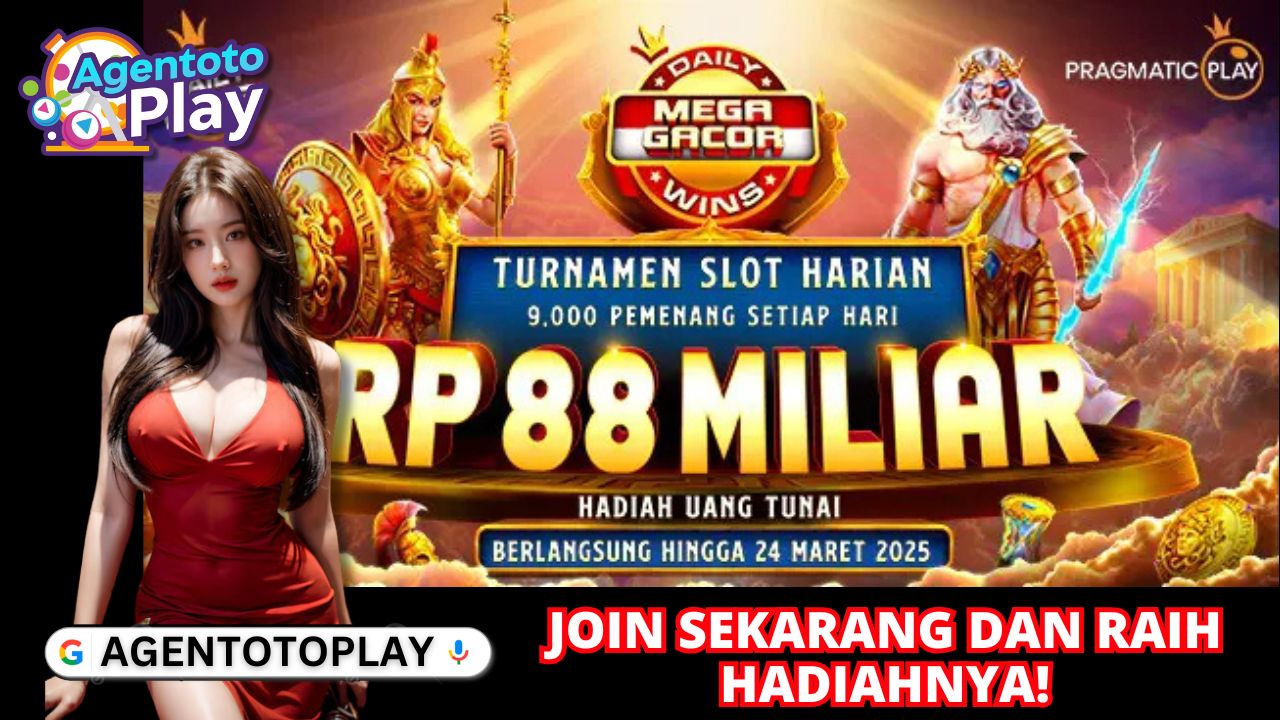 Agentoto
Play
DAILY
MEGA
GACOR
WINS
PRAGMATIC PLAY
TURNAMEN SLOT HARIAN
9.000 PEMENANG SETIAP HARI
RP 88 MILIAR
HADIAH UANG TUNAI
BERLANGSUNG HINGGA 24 MARET 2025
G AGENTOTOPLAY
JOIN SEKARANG DAN RAIH
HADIAHNYA!